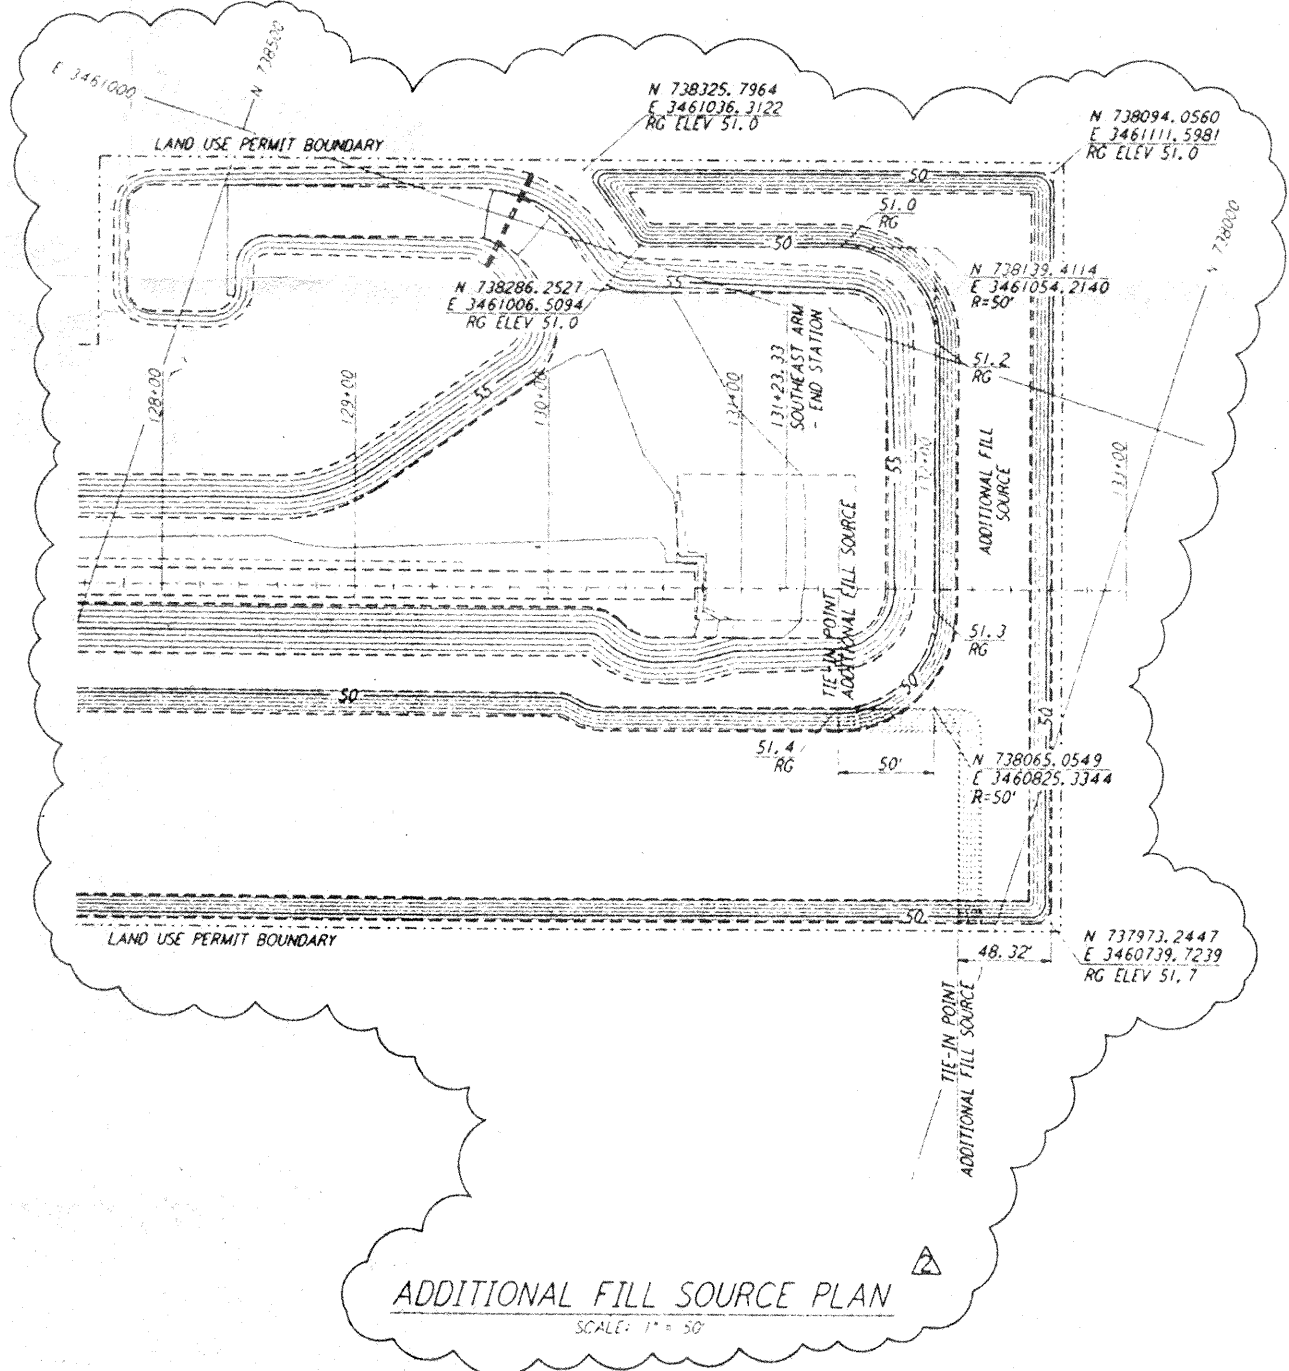 E 3461000
N 738500
LAND USE PERMIT BOUNDARY
N 738325.7964
E 3461036.3122
RG ELEV 51.0
N 738094.0560
E 3461111.5981
RG ELEV 51.0
50
51.0
RG
50
N 738000
N 738139.4114
E 3461054.2140
R=50'
N 738286.2527
E 3461006.5094
RG ELEV 51.0
55
51.2
RG
128+00
129+00
130+00
131+00
131+23.33
SOUTHEAST ARM
- END STATION
55
55
132+00
ADDITIONAL FILL
SOURCE
133+00
TIE-IN POINT
ADDITIONAL FILL SOURCE
51.3
RG
50
50
50
51.4
RG
50'
N 738065.0549
E 3460825.3344
R=50'
50
LAND USE PERMIT BOUNDARY
48.32'
N 737973.2447
E 3460739.7239
RG ELEV 51.7
TIE-IN POINT
ADDITIONAL FILL SOURCE
2
ADDITIONAL FILL SOURCE PLAN
SCALE: 1" = 50'